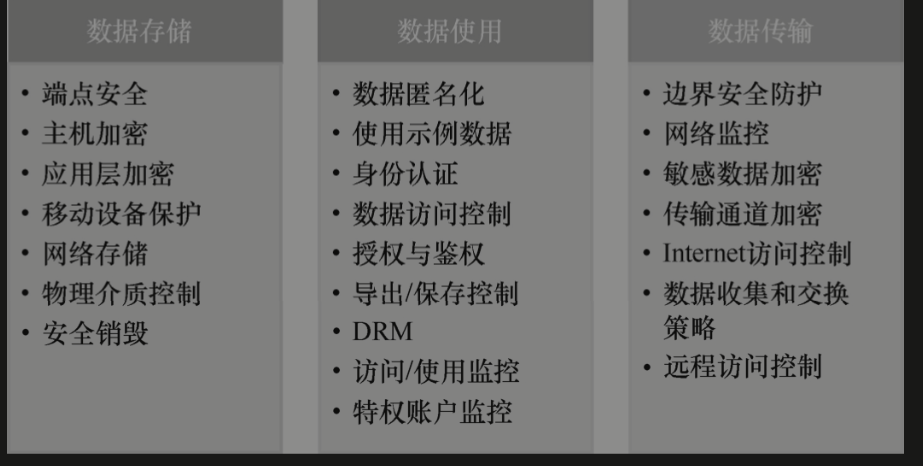 数据存储
• 端点安全
• 主机加密
• 应用层加密
• 移动设备保护
• 网络存储
• 物理介质控制
• 安全销毁
数据使用
• 数据匿名化
• 使用示例数据
• 身份认证
• 数据访问控制
• 授权与鉴权
• 导出/保存控制
• DRM
• 访问/使用监控
• 特权账户监控
数据传输
• 边界安全防护
• 网络监控
• 敏感数据加密
• 传输通道加密
• Internet访问控制
• 数据收集和交换
策略
• 远程访问控制